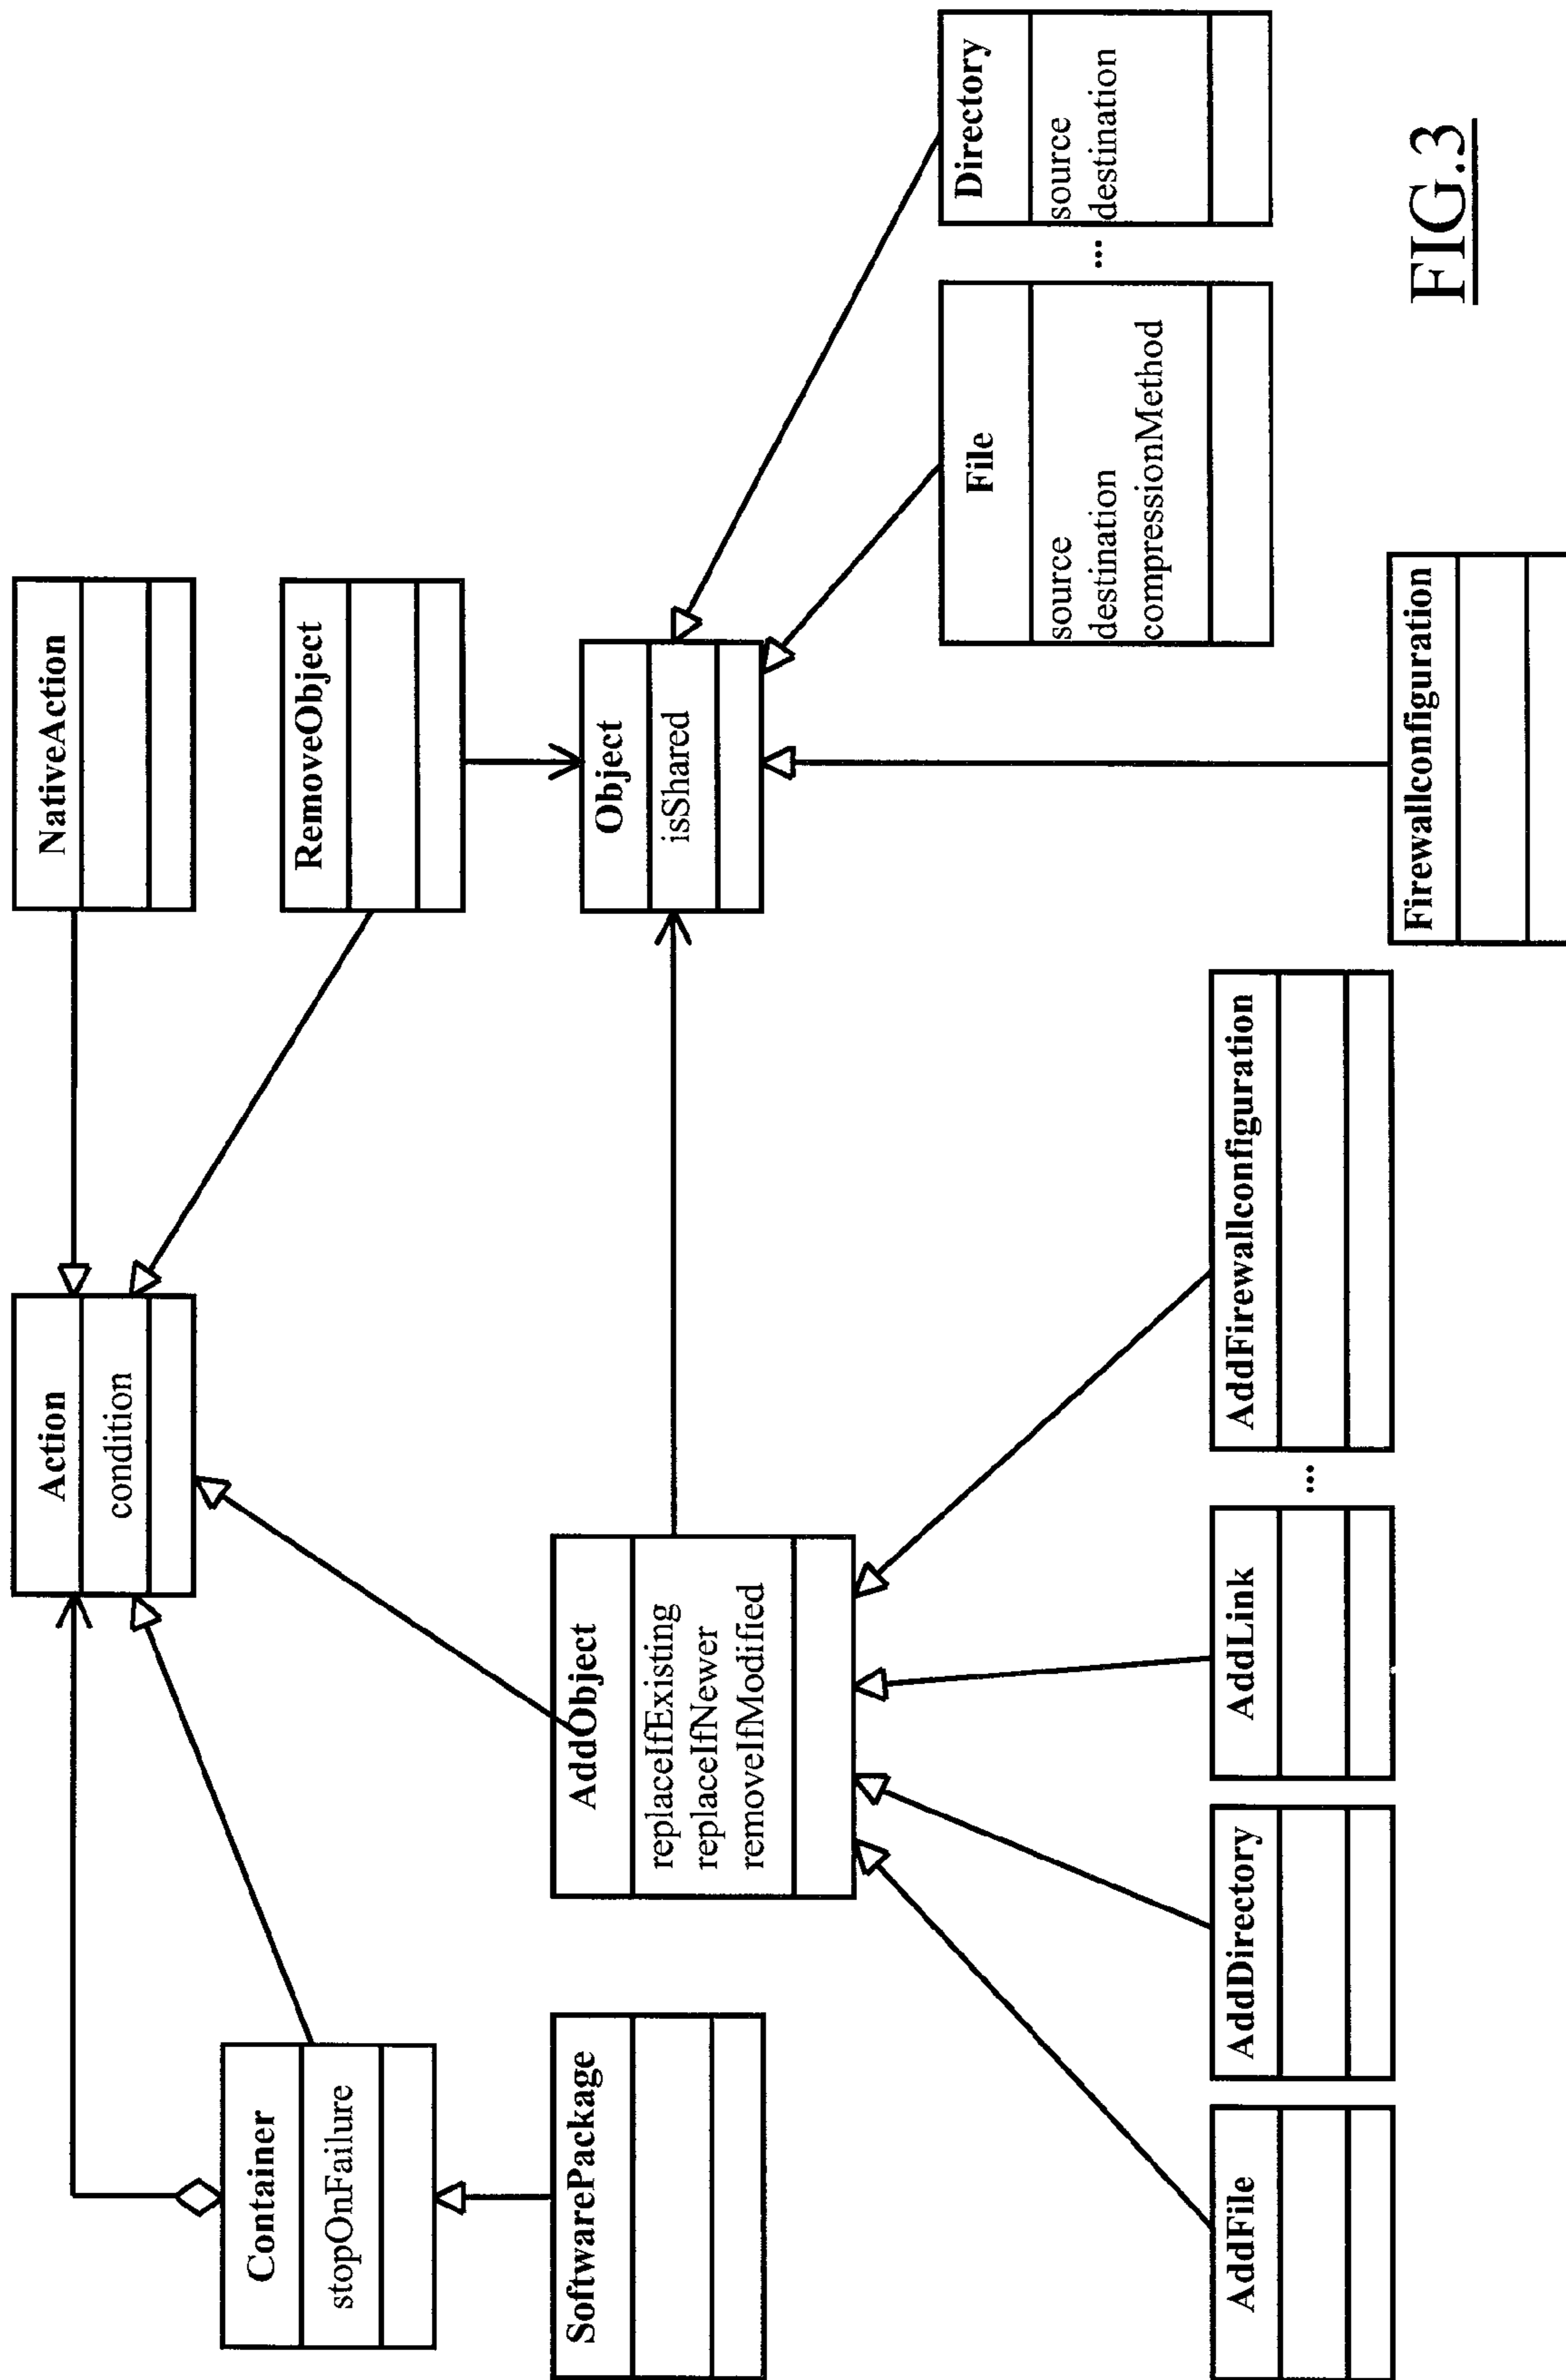 Action
condition
NativeAction
Container
stopOnFailure
RemoveObject
SoftwarePackage
AddObject
replaceIfExisting
replaceIfNewer
removeIfModified
Object
isShared
File
source
destination
compressionMethod
...
Directory
source
destination
AddFile
AddDirectory
AddLink
...
AddFirewallconfiguration
Firewallconfiguration
FIG.3